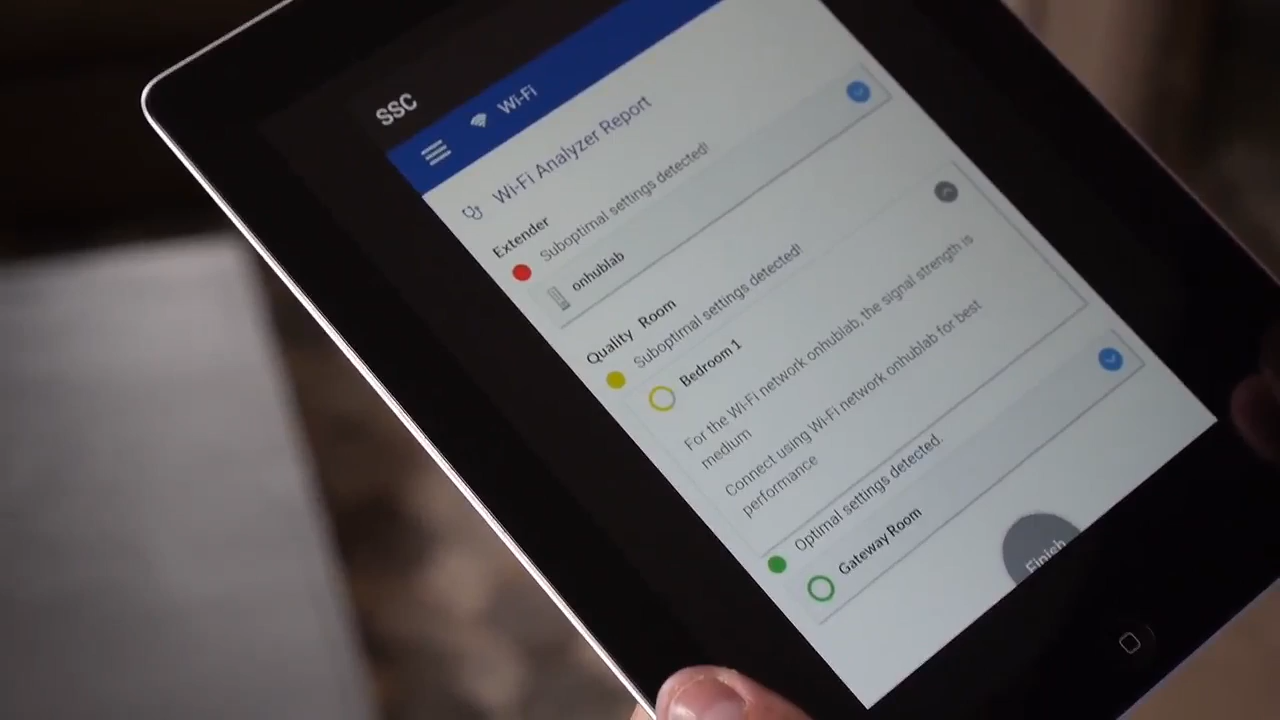 SSC
Wi-Fi
Wi-Fi Analyzer Report
Extender
Suboptimal settings detected!
onhublab
Quality Room
Suboptimal settings detected!
Bedroom 1
For the Wi-Fi network onhublab, the signal strength is
medium
Connect using Wi-Fi network onhublab for best
performance
Optimal settings detected.
Gateway Room
Finish